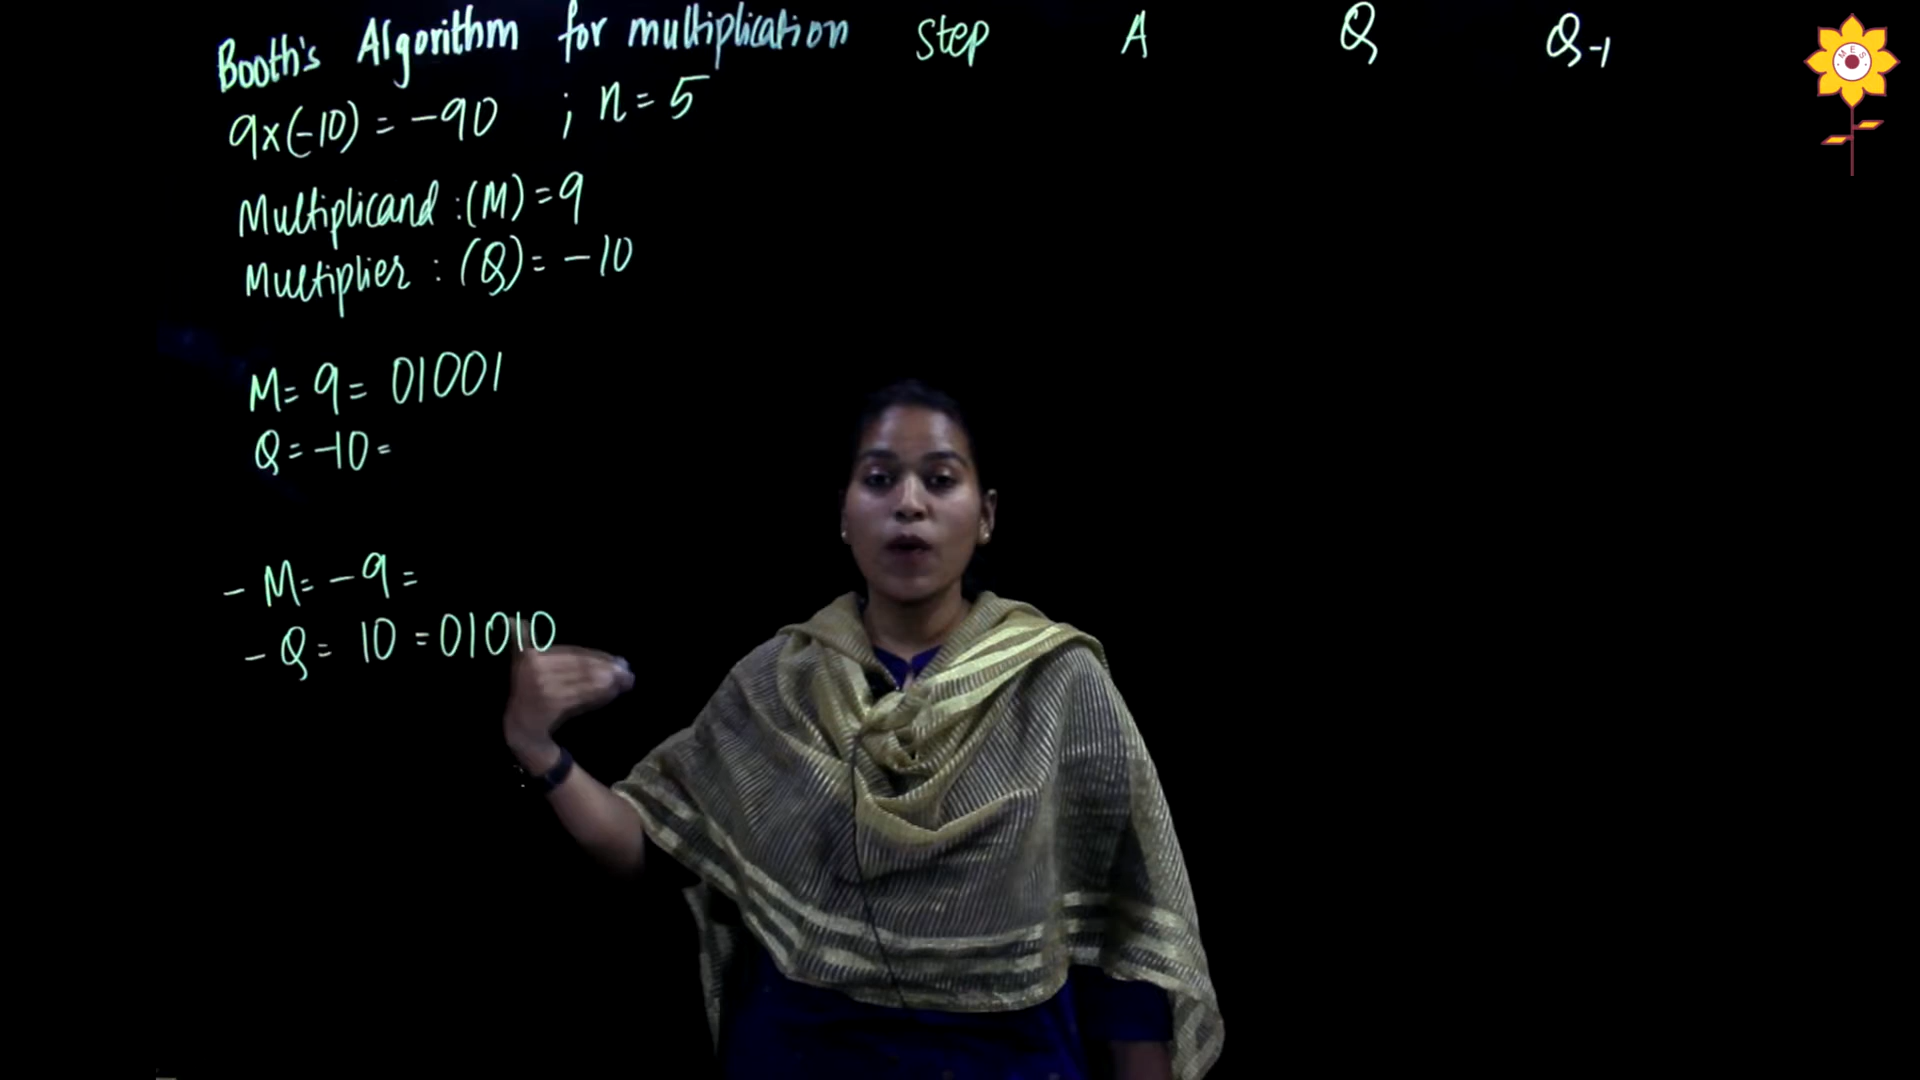 Booth's Algorithm for multiplication
9x(-10) = -90 ; n = 5
Multiplicand :(M) = 9
Multiplier : (Q) = -10
M = 9 = 01001
Q = -10 =
- M = - 9 =
- Q = 10 = 01010
Step A Q Q-1
MES